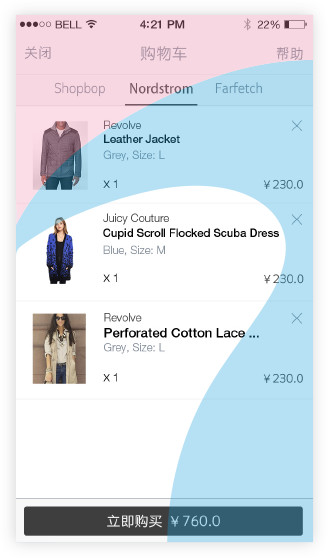 BELL 4:21 PM 22%
关闭 购物车 帮助
Shopbop Nordstrom Farfetch
Revolve
Leather Jacket
Grey, Size: L
X 1 ¥230.0
Juicy Couture
Cupid Scroll Flocked Scuba Dress
Blue, Size: M
X 1 ¥230.0
Revolve
Perforated Cotton Lace ...
Grey, Size: L
X 1 ¥230.0
立即购买 ¥760.0